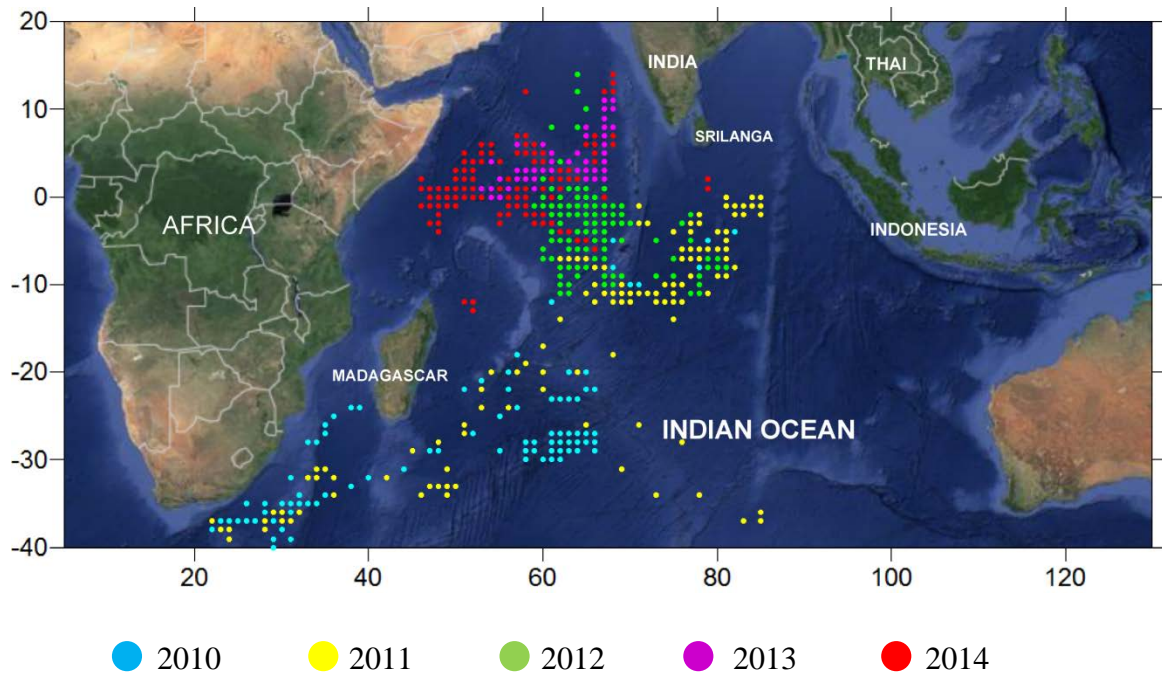 20
10
0
-10
-20
-30
-40
INDIA
THAI
SRILANGA
AFRICA
INDONESIA
MADAGASCAR
INDIAN OCEAN
20 40 60 80 100 120
2010 2011 2012 2013 2014